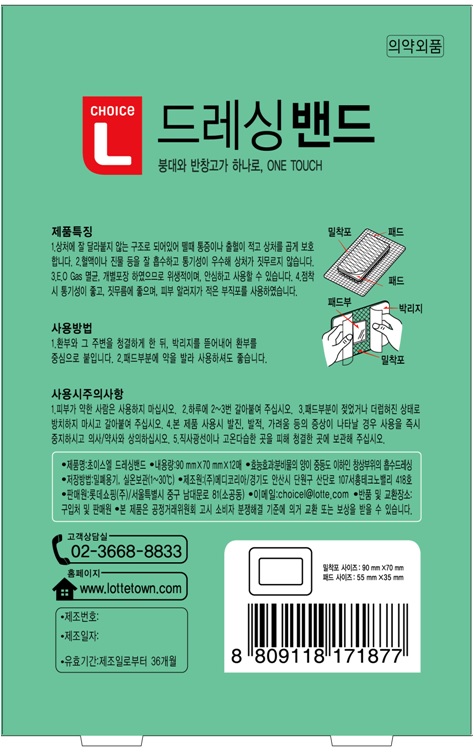 의약외품
CHOICE
L
드레싱밴드
붕대와 반창고가 하나로, ONE TOUCH
제품특징
1.상처에 잘 달라붙지 않는 구조로 되어있어 뗄때 통증이나 출혈이 적고 상처를 곱게 보호
합니다. 2.혈액이나 진물 등을 잘 흡수하고 통기성이 우수해 상처가 짓무르지 않습니다.
3.E.O Gas 멸균, 개별포장 하였으므로 위생적이며, 안심하고 사용할 수 있습니다. 4.점착
시 통기성이 좋고, 짓무름에 좋으며, 피부 알러지가 적은 부직포를 사용하였습니다.
밀착포
패드
패드
패드부
박리지
밀착포
사용방법
1.환부와 그 주변을 청결하게 한 뒤, 박리지를 뜯어내어 환부를
중심으로 붙입니다. 2.패드부분에 약을 발라 사용하셔도 좋습니다.
사용시주의사항
1.피부가 약한 사람은 사용하지 마십시오. 2.하루에 2~3번 갈아붙여 주십시오. 3.패드부분이 젖었거나 더럽혀진 상태로
방치하지 마시고 갈아붙여 주십시오. 4.본 제품 사용시 발진, 발적, 가려움 등의 증상이 나타날 경우 사용을 즉시
중지하시고 의사/약사와 상의하십시오. 5.직사광선이나 고온다습한 곳을 피해 청결한 곳에 보관해 주십시오.
•제품명:초이스엘 드레싱밴드 •내용량:90 mm×70 mm×12매 •효능효과:분비물의 양이 중등도 이하인 창상부위의 흡수드레싱
•저장방법:밀폐용기, 실온보관(1~30℃) •제조원:(주)메디코리아/경기도 안산시 단원구 산단로 107서흥테크노밸리 418호
•판매원:롯데쇼핑(주)/서울특별시 중구 남대문로 81(소공동) •이메일:choicel@lotte.com •반품 및 교환장소:
구입처 및 판매원 •본 제품은 공정거래위원회 고시 소비자 분쟁해결 기준에 의거 교환 또는 보상을 받을 수 있습니다.
고객상담실
02-3668-8833
홈페이지
www.lottetown.com
•제조번호:
•제조일자:
•유효기간:제조일로부터 36개월
밀착포 사이즈 : 90 mm ×70 mm
패드 사이즈 : 55 mm ×35 mm
8 809118 171877